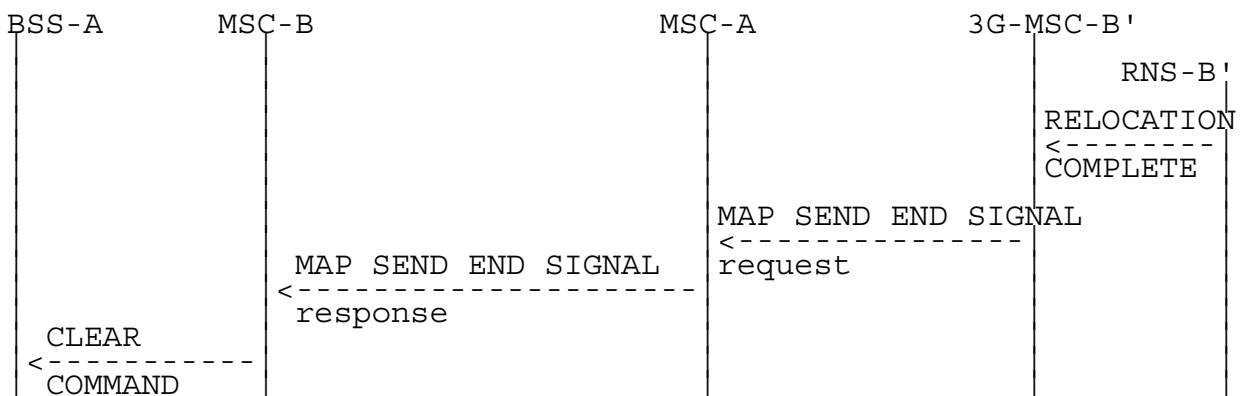 BSS-A MSC-B MSC-A 3G-MSC-B'
RNS-B'
RELOCATION
COMPLETE
MAP SEND END SIGNAL
request
MAP SEND END SIGNAL
response
CLEAR
COMMAND